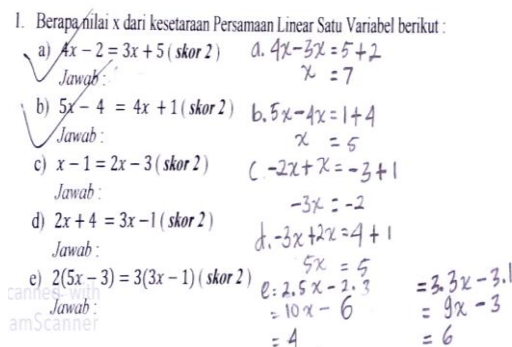 1. Berapa nilai x dari kesetaraan Persamaan Linear Satu Variabel berikut :
a) 4x – 2 = 3x + 5 ( skor 2 )
a. 4x-3x = 5+2
Jawab :
x = 7
b) 5x – 4 = 4x + 1 ( skor 2 )
b. 5x-4x = 1+4
Jawab :
x = 5
c) x – 1 = 2x – 3 ( skor 2 )
C. -2x + x = -3+1
Jawab :
-3x = -2
d) 2x + 4 = 3x –1 ( skor 2 )
d. -3x +2x = 4 + 1
Jawab :
5x = 5
e) 2(5x – 3) = 3(3x – 1) ( skor 2 )
e: 2.5x - 2.3 = 3.3x - 3.1
Jawab :
= 10x - 6 = 9x - 3
= 4 = 6
canned with
amScanner